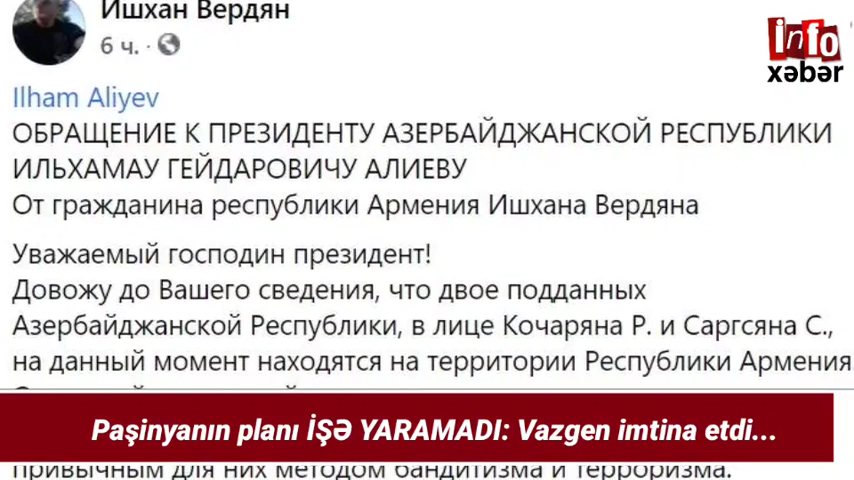 Ишхан Вердян
6 ч. ·
info
xəbər
Ilham Aliyev
ОБРАЩЕНИЕ К ПРЕЗИДЕНТУ АЗЕРБАЙДЖАНСКОЙ РЕСПУБЛИКИ
ИЛЬХАМАУ ГЕЙДАРОВИЧУ АЛИЕВУ
От гражданина республики Армения Ишхана Вердяна
Уважаемый господин президент!
Довожу до Вашего сведения, что двое подданных
Азербайджанской Республики, в лице Кочаряна Р. и Саргсяна С.,
на данный момент находятся на территории Республики Армения
Paşinyanın planı İŞƏ YARAMADI: Vazgen imtina etdi...
привычным для них методом бандитизма и терроризма.